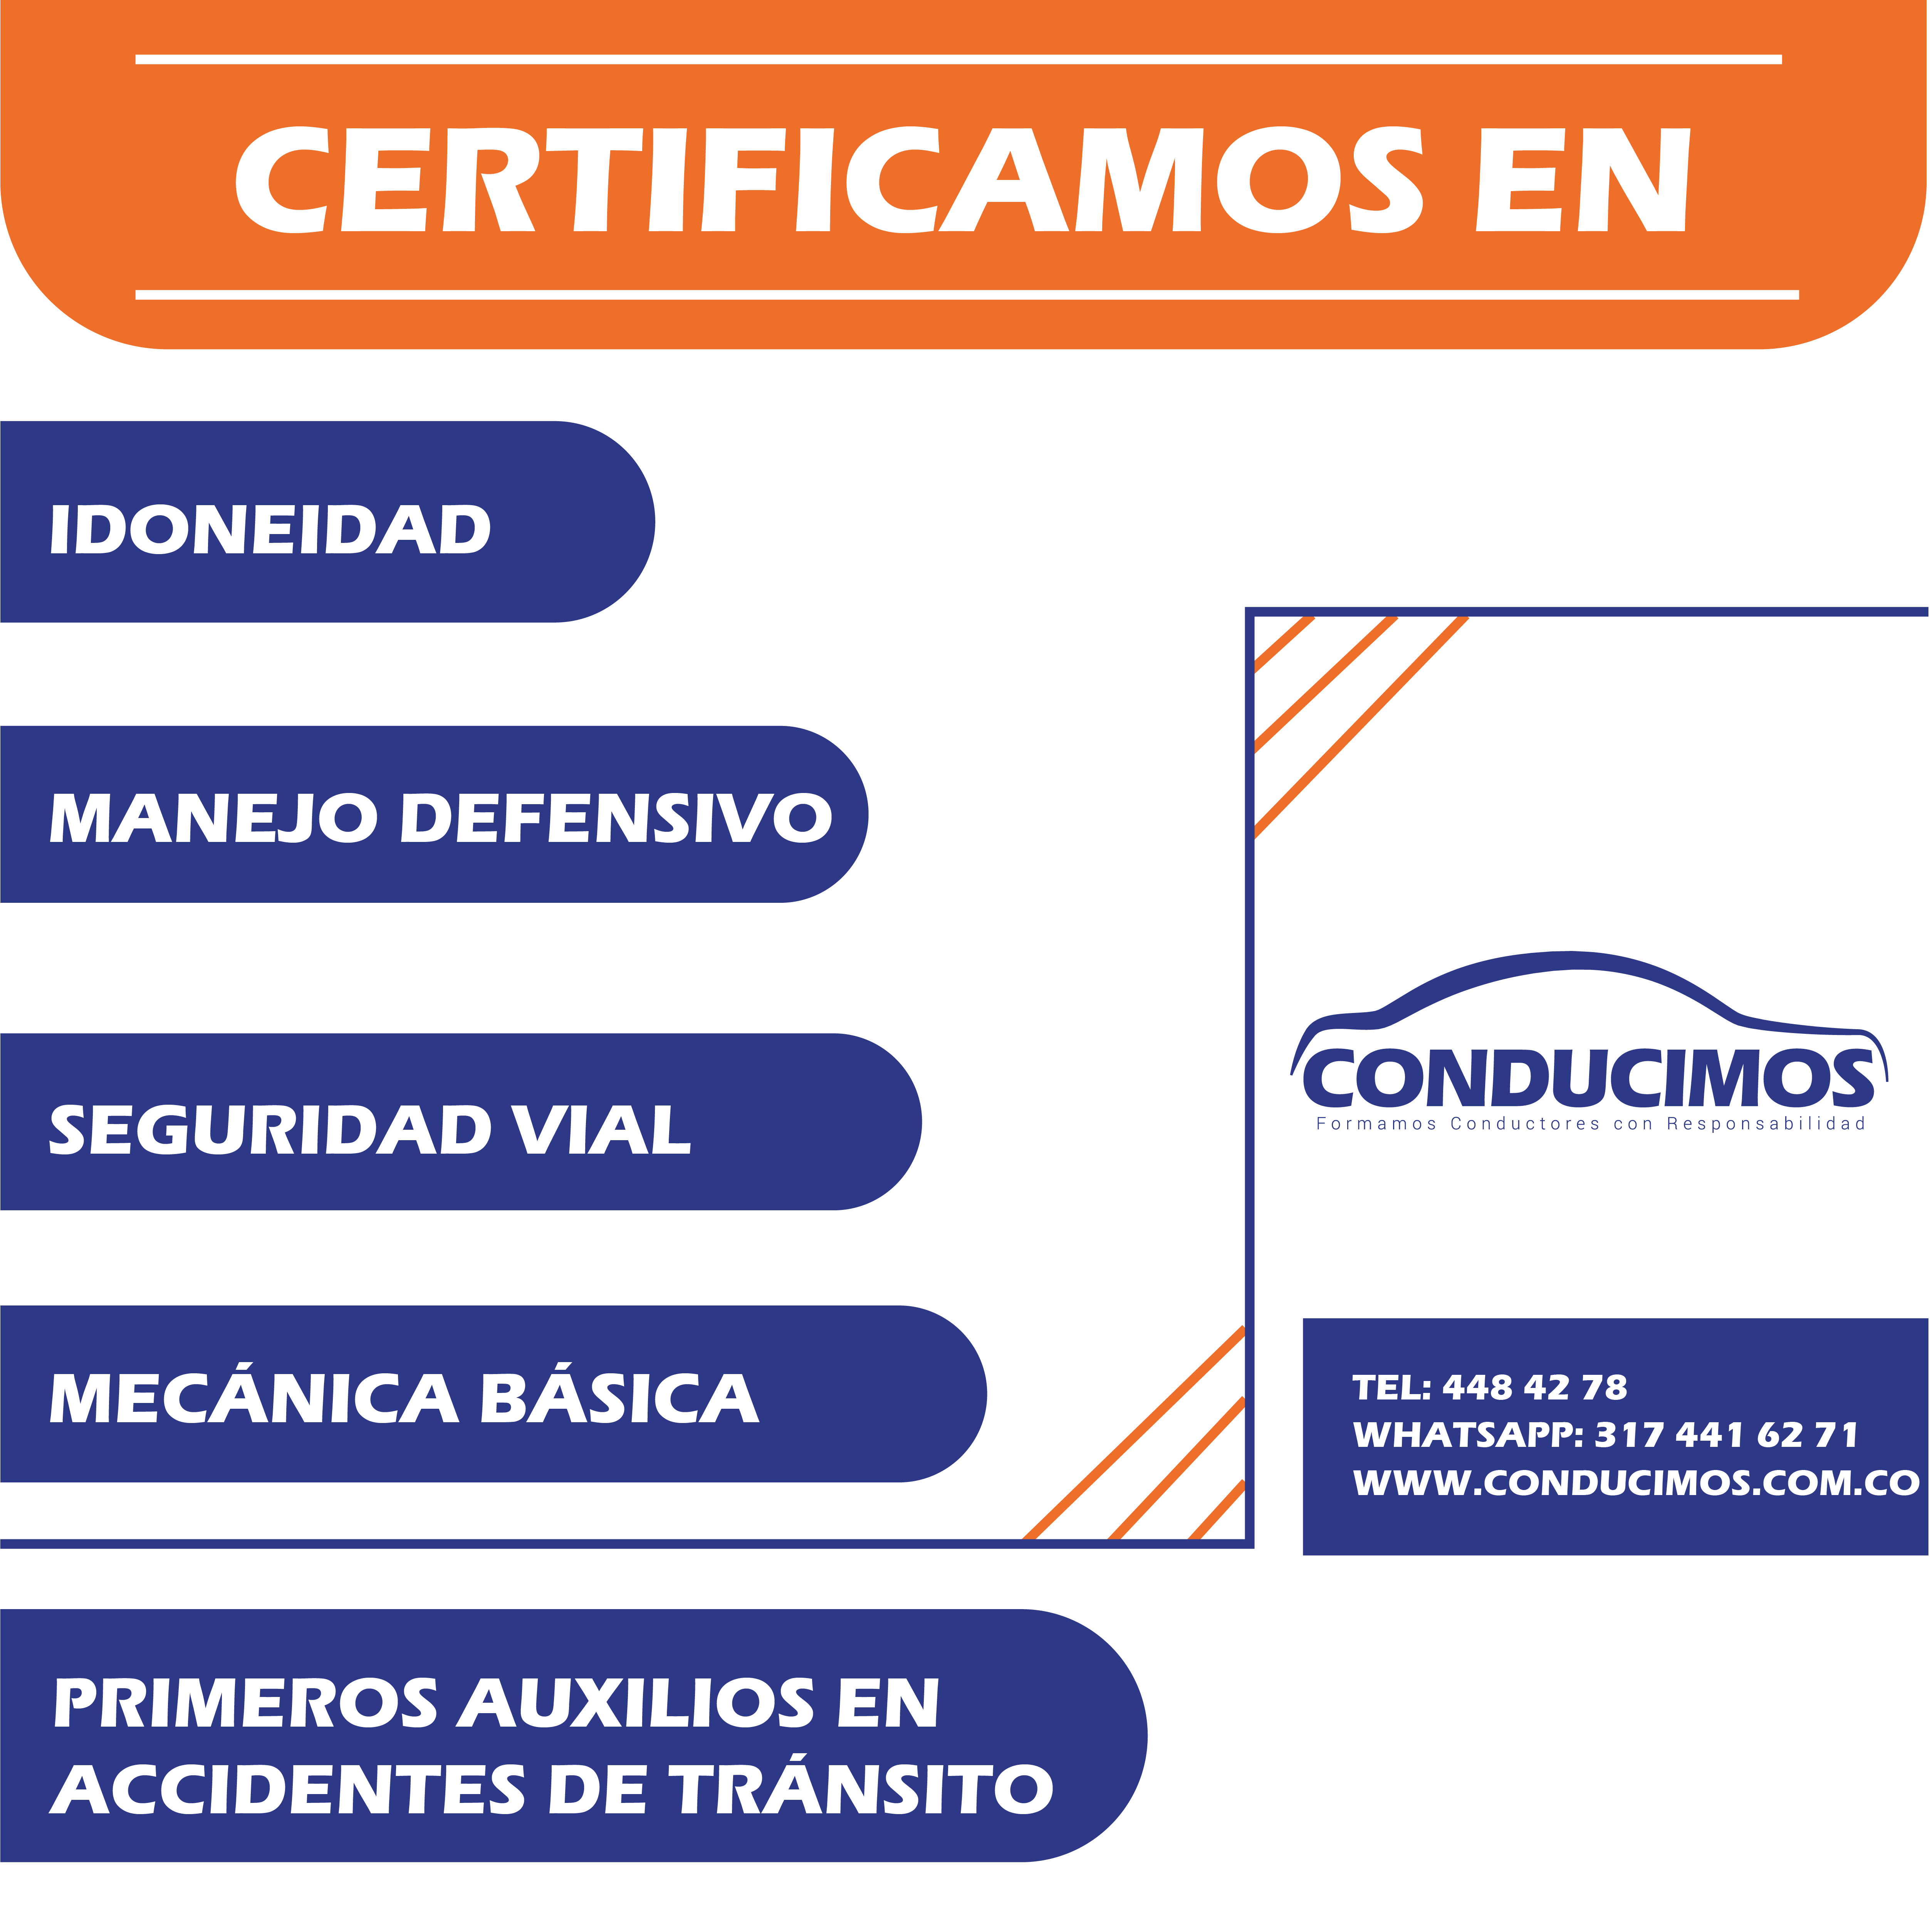 CERTIFICAMOS EN
IDONEIDAD
MANEJO DEFENSIVO
SEGURIDAD VIAL
MECÁNICA BÁSICA
PRIMEROS AUXILIOS EN
ACCIDENTES DE TRÁNSITO
CONDUCIMOS
Formamos Conductores con Responsabilidad
TEL: 448 42 78
WHATSAPP: 317 441 62 71
WWW.CONDUCIMOS.COM.CO